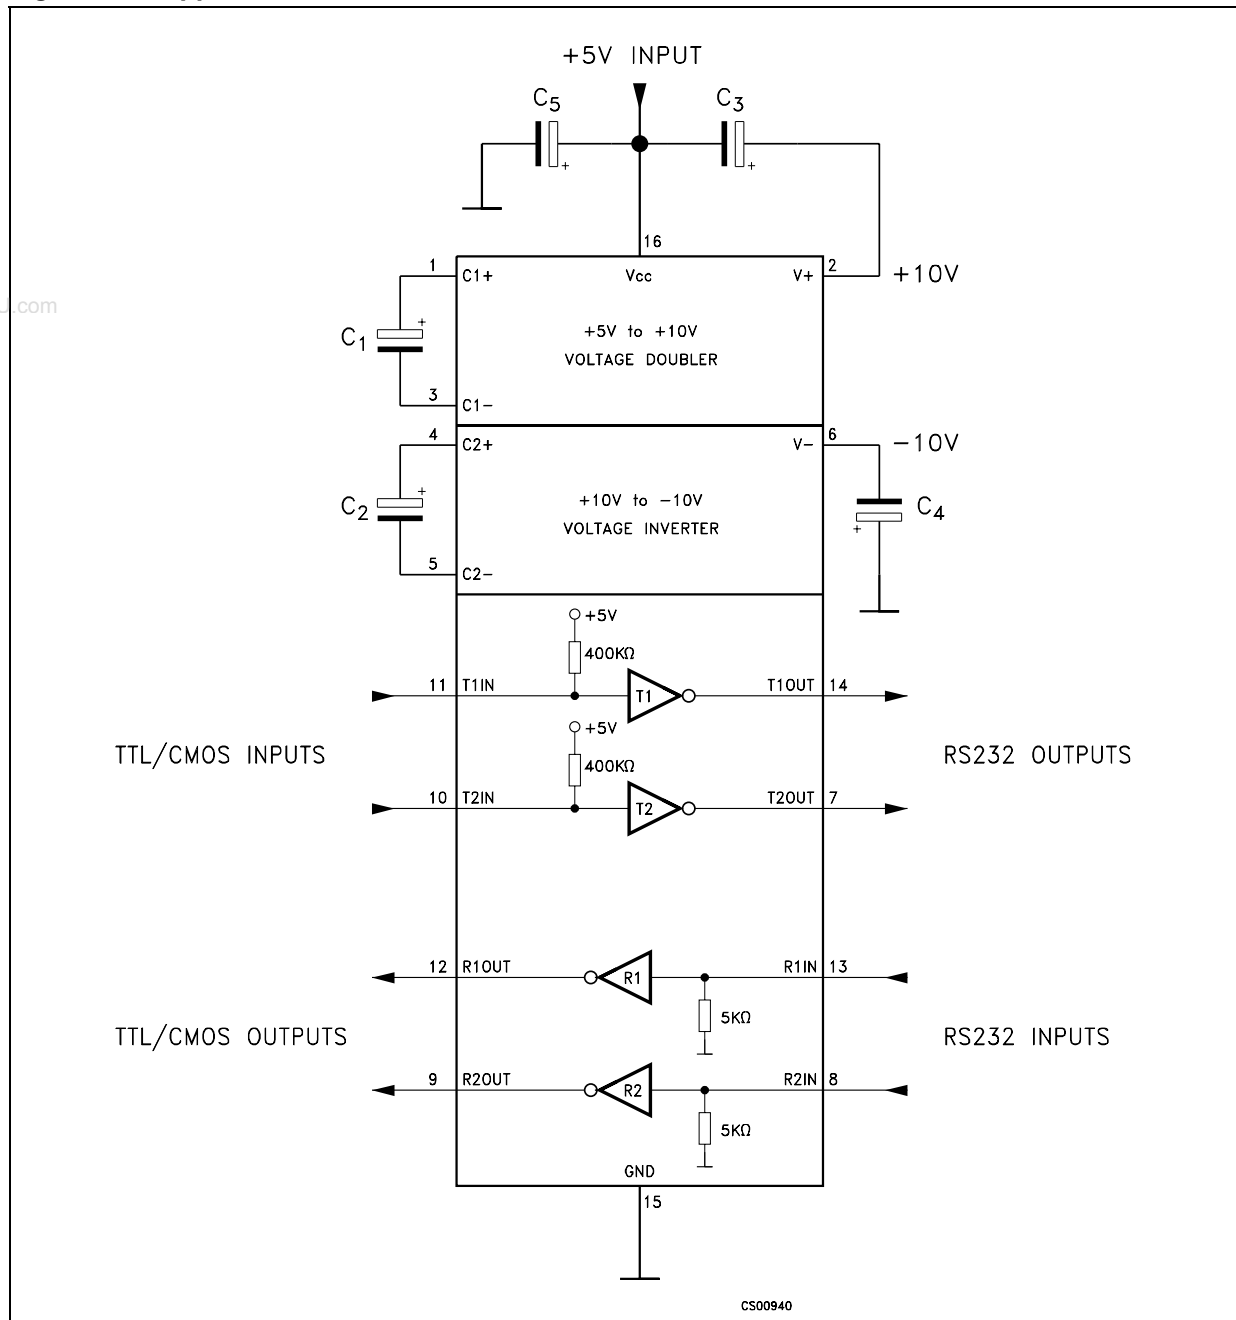 +5V INPUT
C5
C3
16
1
C1+
Vcc
V+
2
+10V
J.com
C1
+5V to +10V
VOLTAGE DOUBLER
3
C1-
4
C2+
V-
6
-10V
C2
+10V to -10V
VOLTAGE INVERTER
C4
5
C2-
+5V
400KΩ
11
T1IN
T1
T1OUT
14
+5V
TTL/CMOS INPUTS
RS232 OUTPUTS
400KΩ
10
T2IN
T2
T2OUT
7
12
R1OUT
R1
R1IN
13
5KΩ
TTL/CMOS OUTPUTS
RS232 INPUTS
9
R2OUT
R2
R2IN
8
5KΩ
GND
15
CS00940